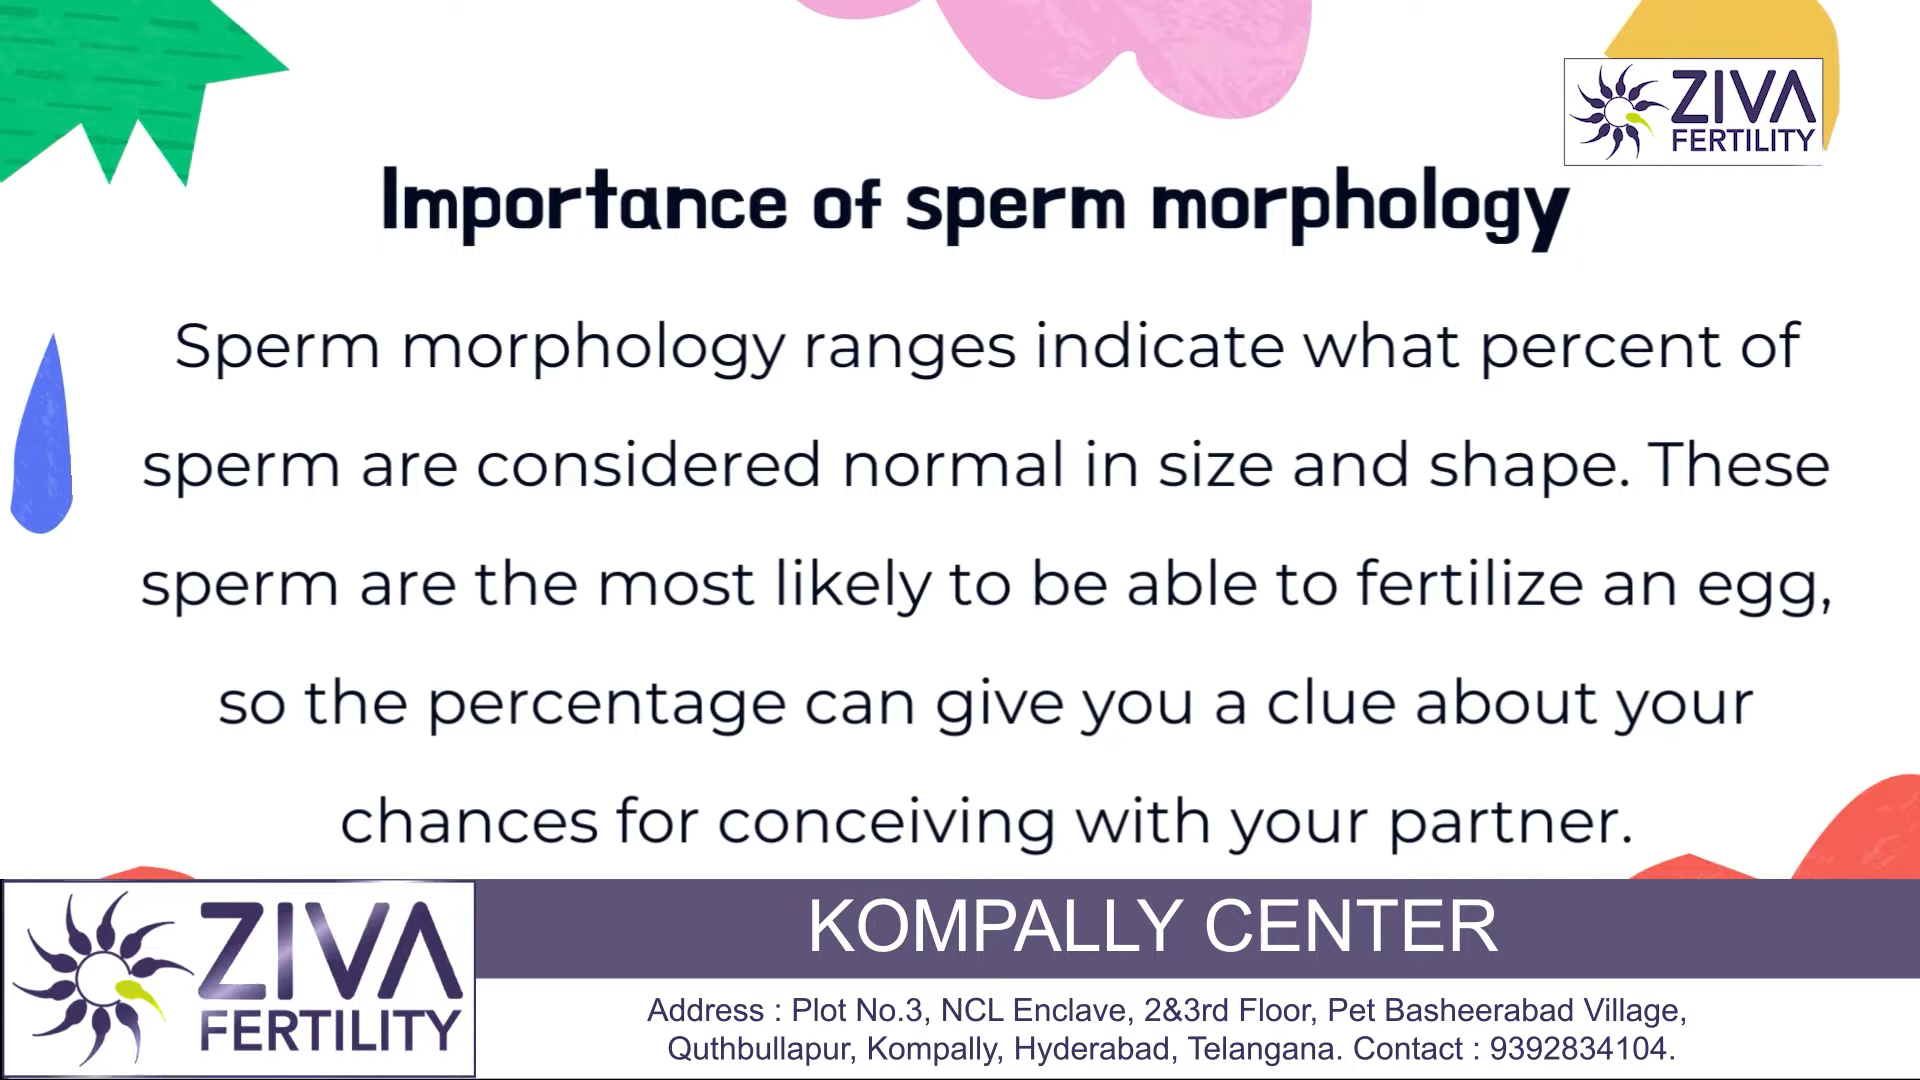 ZIVA
FERTILITY
Importance of sperm morphology
Sperm morphology ranges indicate what percent of
sperm are considered normal in size and shape. These
sperm are the most likely to be able to fertilize an egg,
so the percentage can give you a clue about your
chances for conceiving with your partner.
ZIVA
FERTILITY
KOMPALLY CENTER
Address : Plot No.3, NCL Enclave, 2&3rd Floor, Pet Basheerabad Village,
Quthbullapur, Kompally, Hyderabad, Telangana. Contact : 9392834104.